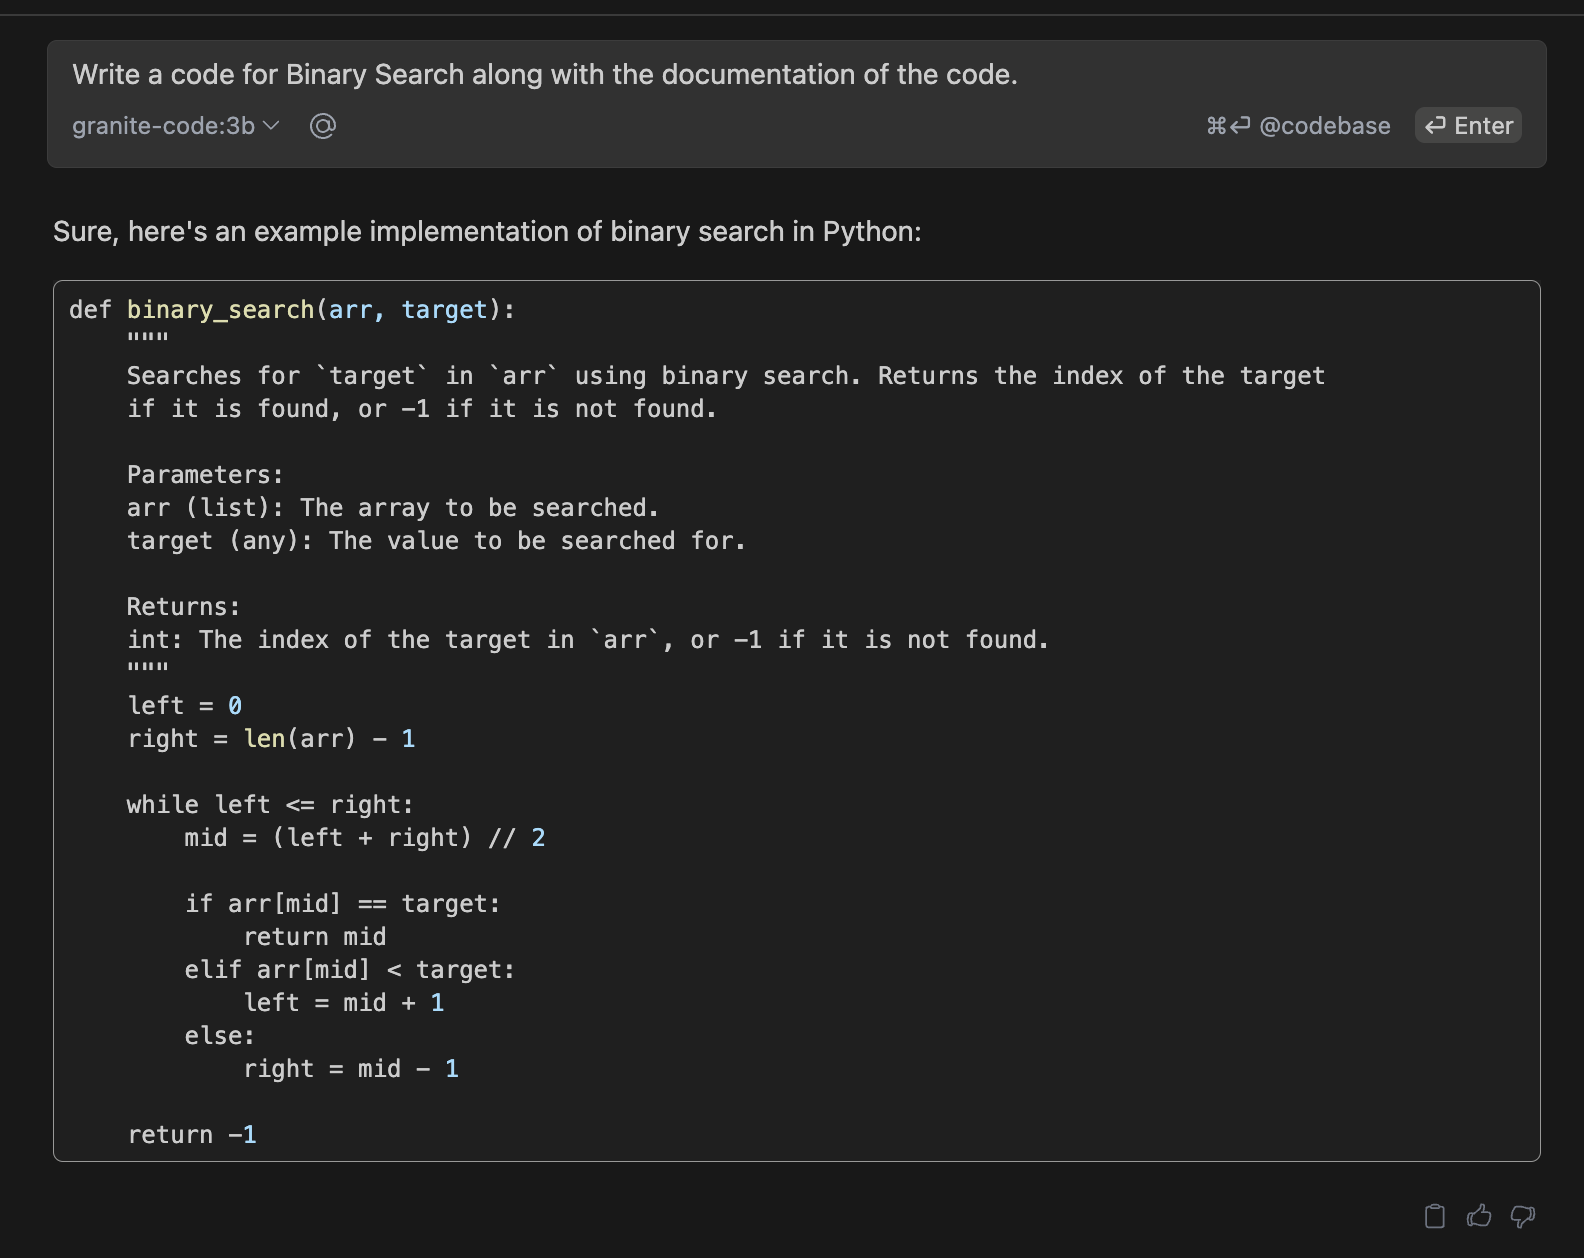 Write a code for Binary Search along with the documentation of the code.
granite-code:3b @ ⌘⏎ @codebase ⏎ Enter
Sure, here's an example implementation of binary search in Python:
def binary_search(arr, target):
    """
    Searches for `target` in `arr` using binary search. Returns the index of the target
    if it is found, or -1 if it is not found.

    Parameters:
    arr (list): The array to be searched.
    target (any): The value to be searched for.

    Returns:
    int: The index of the target in `arr`, or -1 if it is not found.
    """
    left = 0
    right = len(arr) - 1

    while left <= right:
        mid = (left + right) // 2

        if arr[mid] == target:
            return mid
        elif arr[mid] < target:
            left = mid + 1
        else:
            right = mid - 1

    return -1